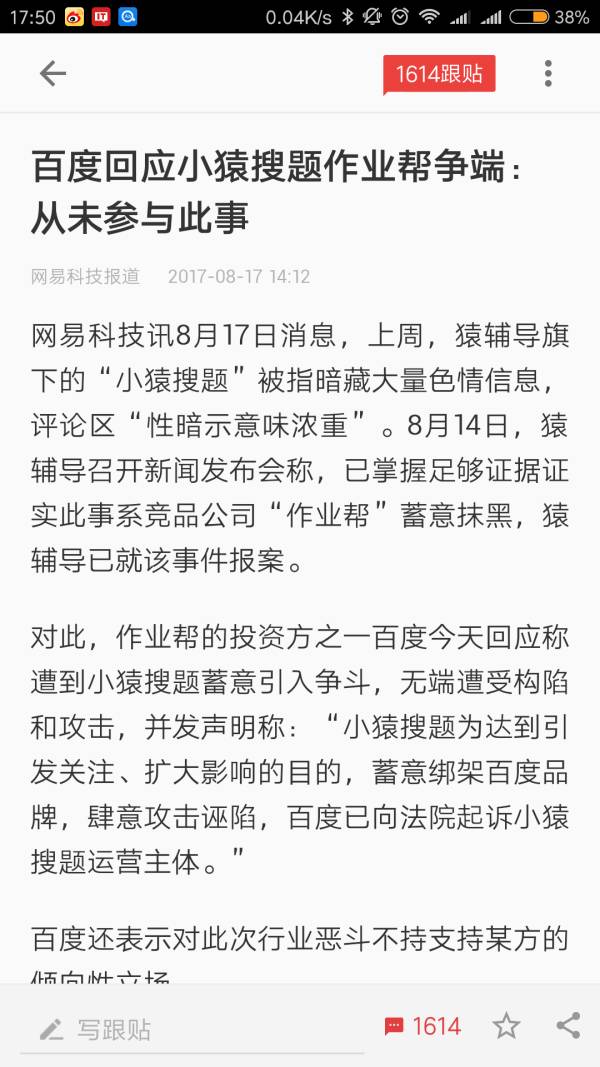 17:50
0.04K/s
38%
1614跟贴
百度回应小猿搜题作业帮争端：
从未参与此事
网易科技报道 2017-08-17 14:12
网易科技讯8月17日消息，上周，猿辅导旗
下的“小猿搜题”被指暗藏大量色情信息，
评论区“性暗示意味浓重”。8月14日，猿
辅导召开新闻发布会称，已掌握足够证据证
实此事系竞品公司“作业帮”蓄意抹黑，猿
辅导已就该事件报案。
对此，作业帮的投资方之一百度今天回应称
遭到小猿搜题蓄意引入争斗，无端遭受构陷
和攻击，并发声明称：“小猿搜题为达到引
发关注、扩大影响的目的，蓄意绑架百度品
牌，肆意攻击诬陷，百度已向法院起诉小猿
搜题运营主体。”
百度还表示对此次行业恶斗不持支持某方的
倾向性立场
写跟贴
1614